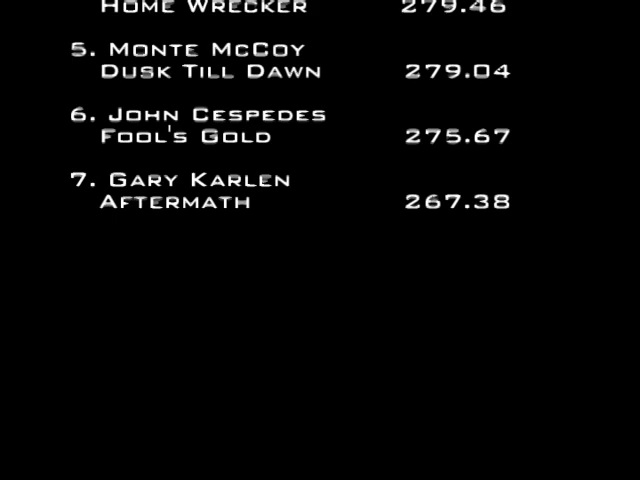 Home Wrecker 279.46
5. Monte McCoy
Dusk Till Dawn 279.04
6. John Cespedes
Fool's Gold 275.67
7. Gary Karlen
Aftermath 267.38